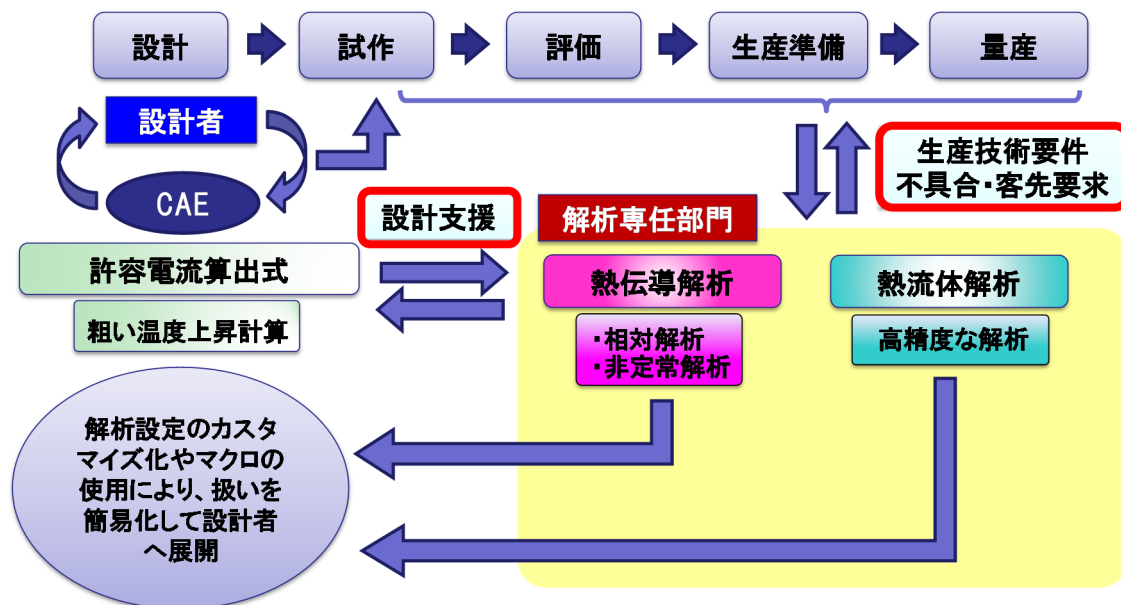 設計
試作
評価
生産準備
量産
設計者
CAE
生産技術要件
不具合・客先要求
設計支援
解析専任部門
許容電流算出式
粗い温度上昇計算
熱伝導解析
・相対解析
・非定常解析
熱流体解析
高精度な解析
解析設定のカスタ
マイズ化やマクロの
使用により、扱いを
簡易化して設計者
へ展開